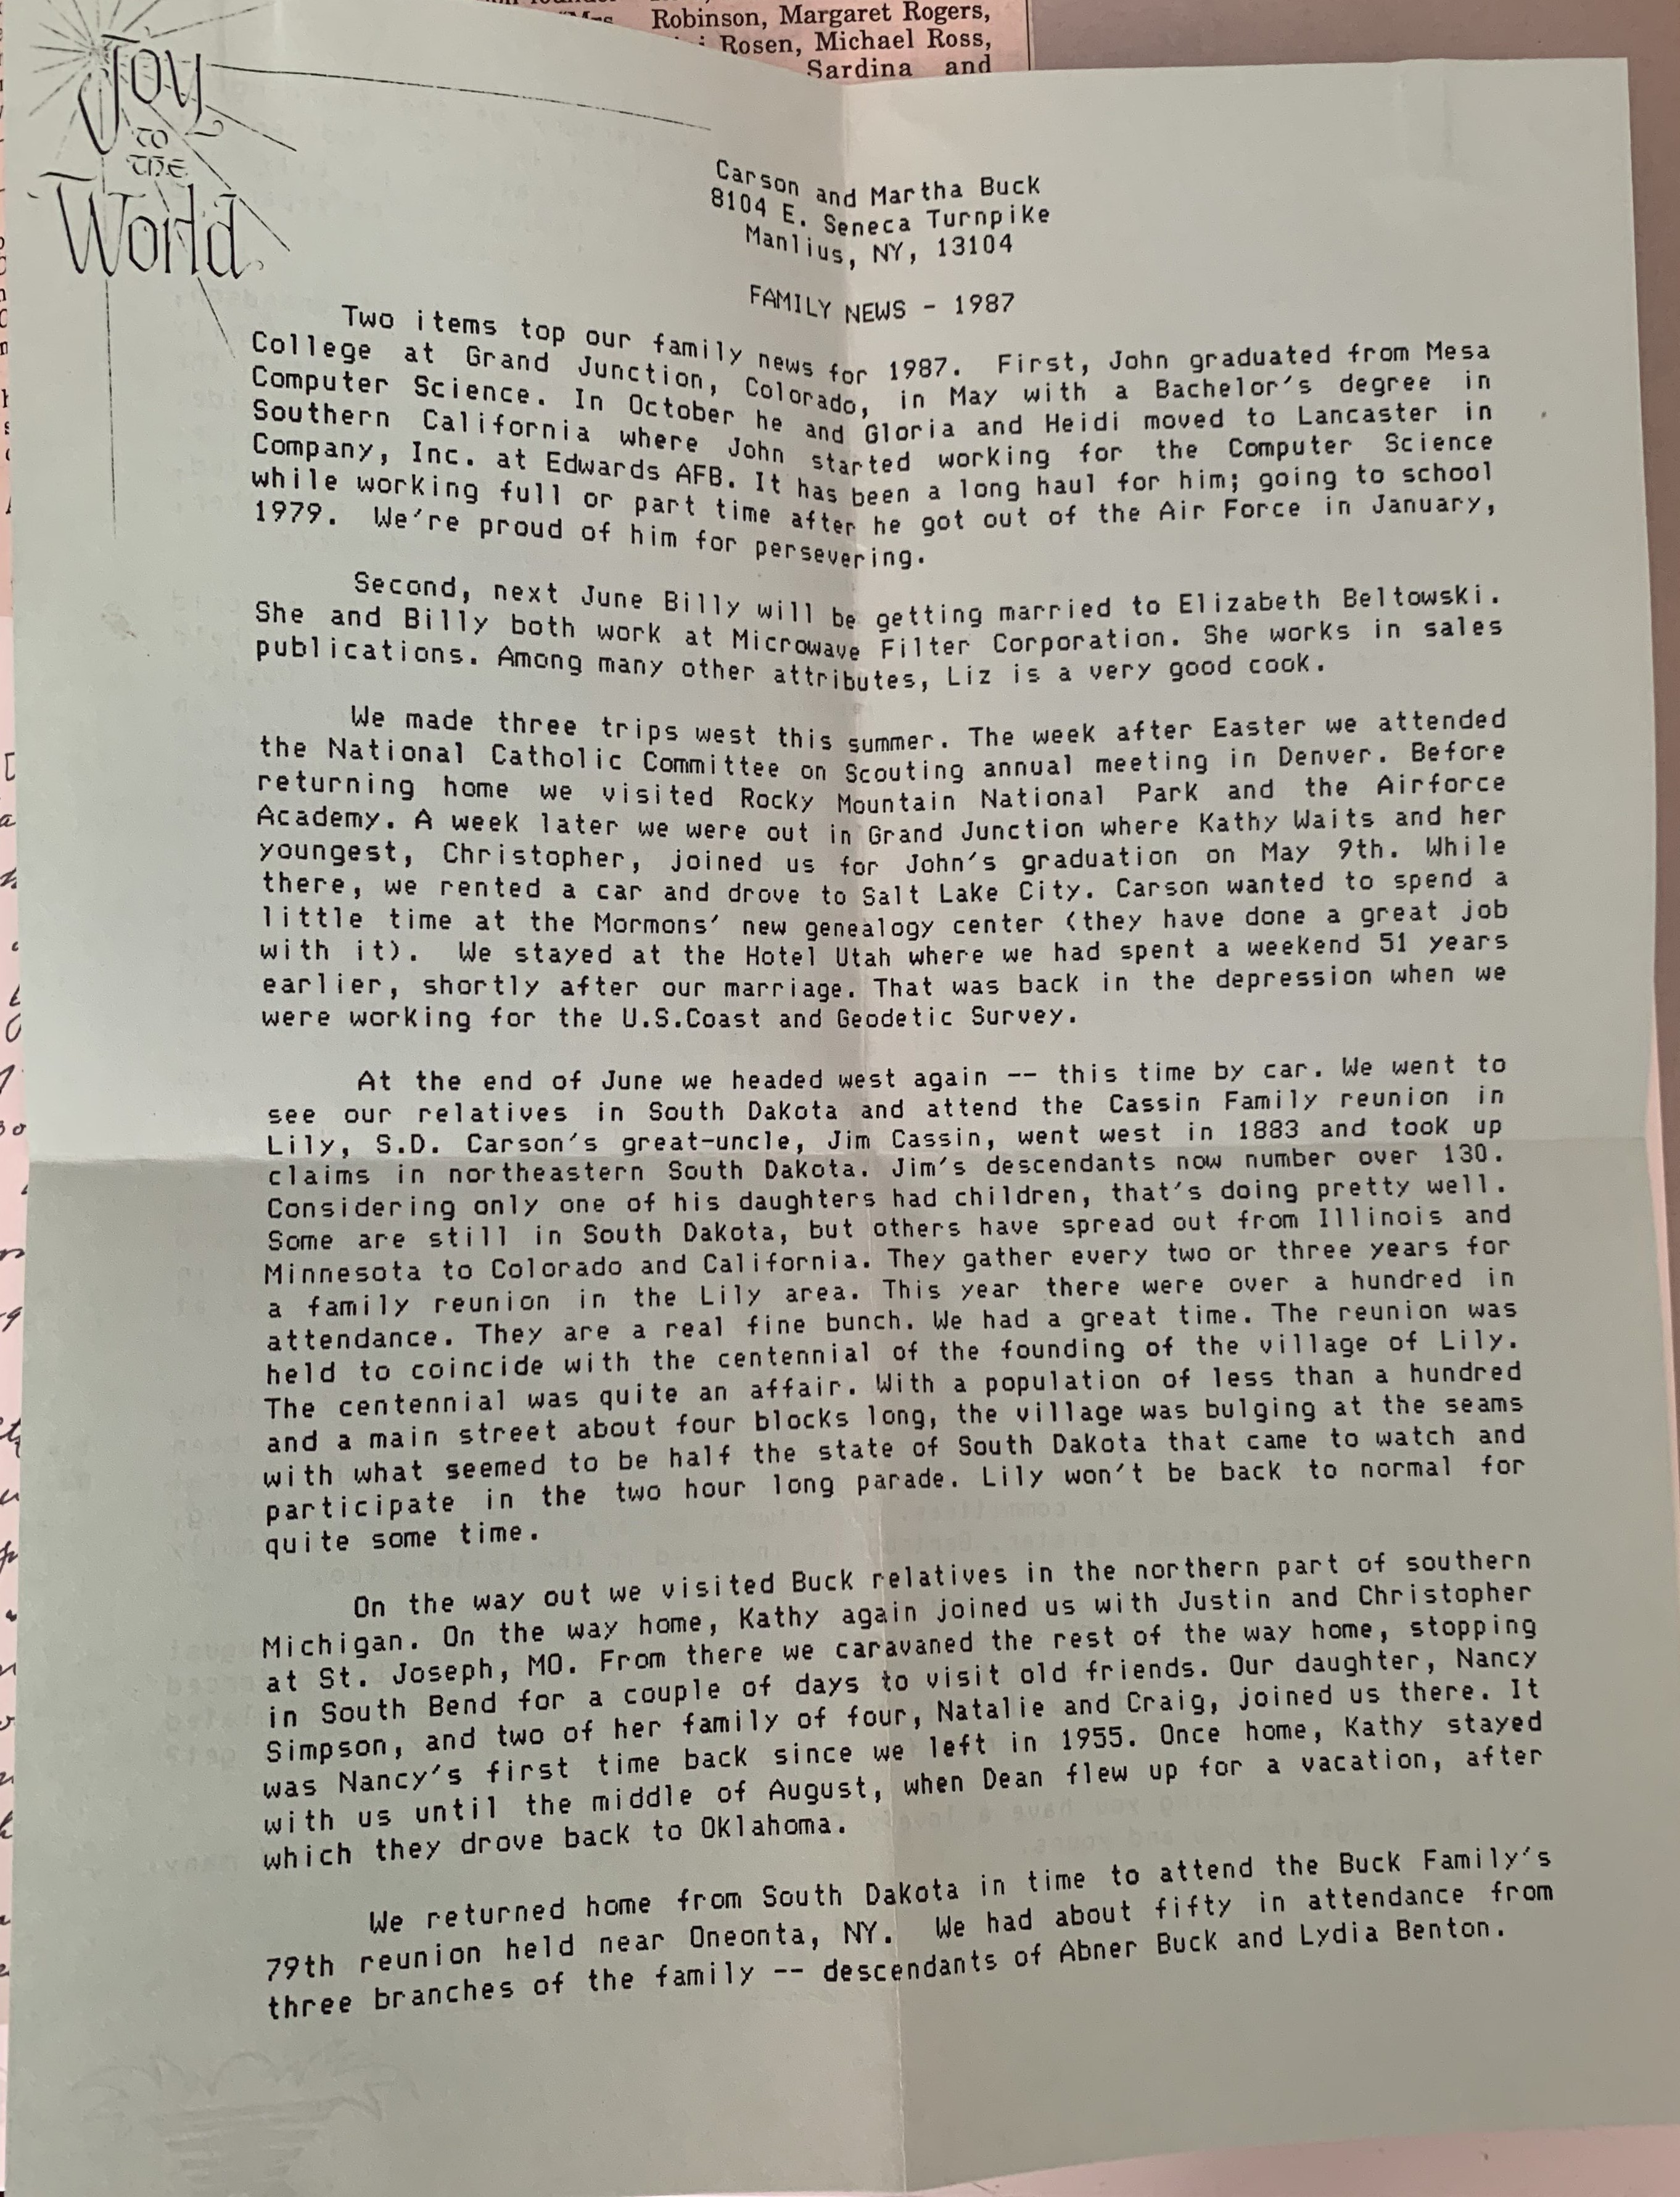 Robinson, Margaret Rogers,
Rosen, Michael Ross,
Sardina and
Joy
to
the
World
Carson and Martha Buck
8104 E. Seneca Turnpike
Manlius, NY, 13104
FAMILY NEWS - 1987
Two items top our family news for 1987. First, John graduated from Mesa
College at Grand Junction, Colorado, in May with a Bachelor's degree in
Computer Science. In October he and Gloria and Heidi moved to Lancaster in
Southern California where John started working for the Computer Science
Company, Inc. at Edwards AFB. It has been a long haul for him; going to school
while working full or part time after he got out of the Air Force in January,
1979. We're proud of him for persevering.
Second, next June Billy will be getting married to Elizabeth Beltowski.
She and Billy both work at Microwave Filter Corporation. She works in sales
publications. Among many other attributes, Liz is a very good cook.
We made three trips west this summer. The week after Easter we attended
the National Catholic Committee on Scouting annual meeting in Denver. Before
returning home we visited Rocky Mountain National Park and the Airforce
Academy. A week later we were out in Grand Junction where Kathy Waits and her
youngest, Christopher, joined us for John's graduation on May 9th. While
there, we rented a car and drove to Salt Lake City. Carson wanted to spend a
little time at the Mormons' new genealogy center (they have done a great job
with it). We stayed at the Hotel Utah where we had spent a weekend 51 years
earlier, shortly after our marriage. That was back in the depression when we
were working for the U.S.Coast and Geodetic Survey.
At the end of June we headed west again -- this time by car. We went to
see our relatives in South Dakota and attend the Cassin Family reunion in
Lily, S.D. Carson's great-uncle, Jim Cassin, went west in 1883 and took up
claims in northeastern South Dakota. Jim's descendants now number over 130.
Considering only one of his daughters had children, that's doing pretty well.
Some are still in South Dakota, but others have spread out from Illinois and
Minnesota to Colorado and California. They gather every two or three years for
a family reunion in the Lily area. This year there were over a hundred in
attendance. They are a real fine bunch. We had a great time. The reunion was
held to coincide with the centennial of the founding of the village of Lily.
The centennial was quite an affair. With a population of less than a hundred
and a main street about four blocks long, the village was bulging at the seams
with what seemed to be half the state of South Dakota that came to watch and
participate in the two hour long parade. Lily won't be back to normal for
quite some time.
On the way out we visited Buck relatives in the northern part of southern
Michigan. On the way home, Kathy again joined us with Justin and Christopher
at St. Joseph, MO. From there we caravaned the rest of the way home, stopping
in South Bend for a couple of days to visit old friends. Our daughter, Nancy
Simpson, and two of her family of four, Natalie and Craig, joined us there. It
was Nancy's first time back since we left in 1955. Once home, Kathy stayed
with us until the middle of August, when Dean flew up for a vacation, after
which they drove back to Oklahoma.
We returned home from South Dakota in time to attend the Buck Family's
79th reunion held near Oneonta, NY. We had about fifty in attendance from
three branches of the family -- descendants of Abner Buck and Lydia Benton.